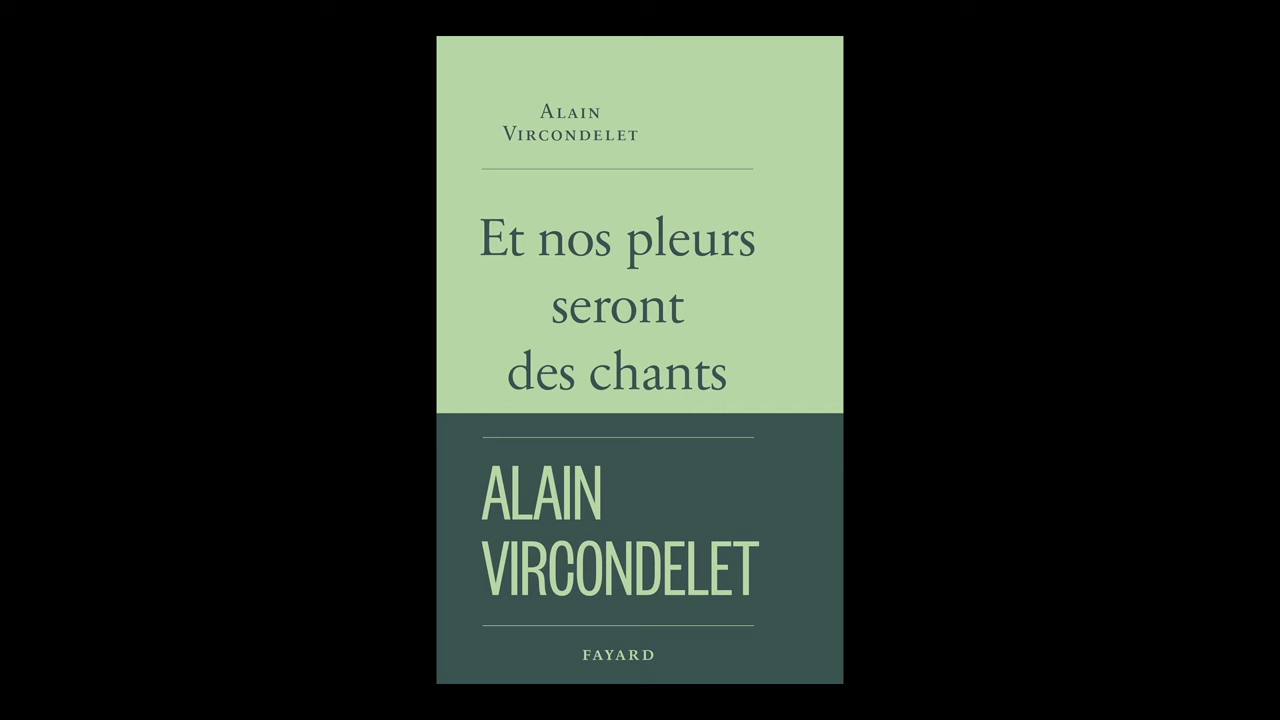 Alain
Vircondelet
Et nos pleurs
seront
des chants
ALAIN
VIRCONDELET
FAYARD